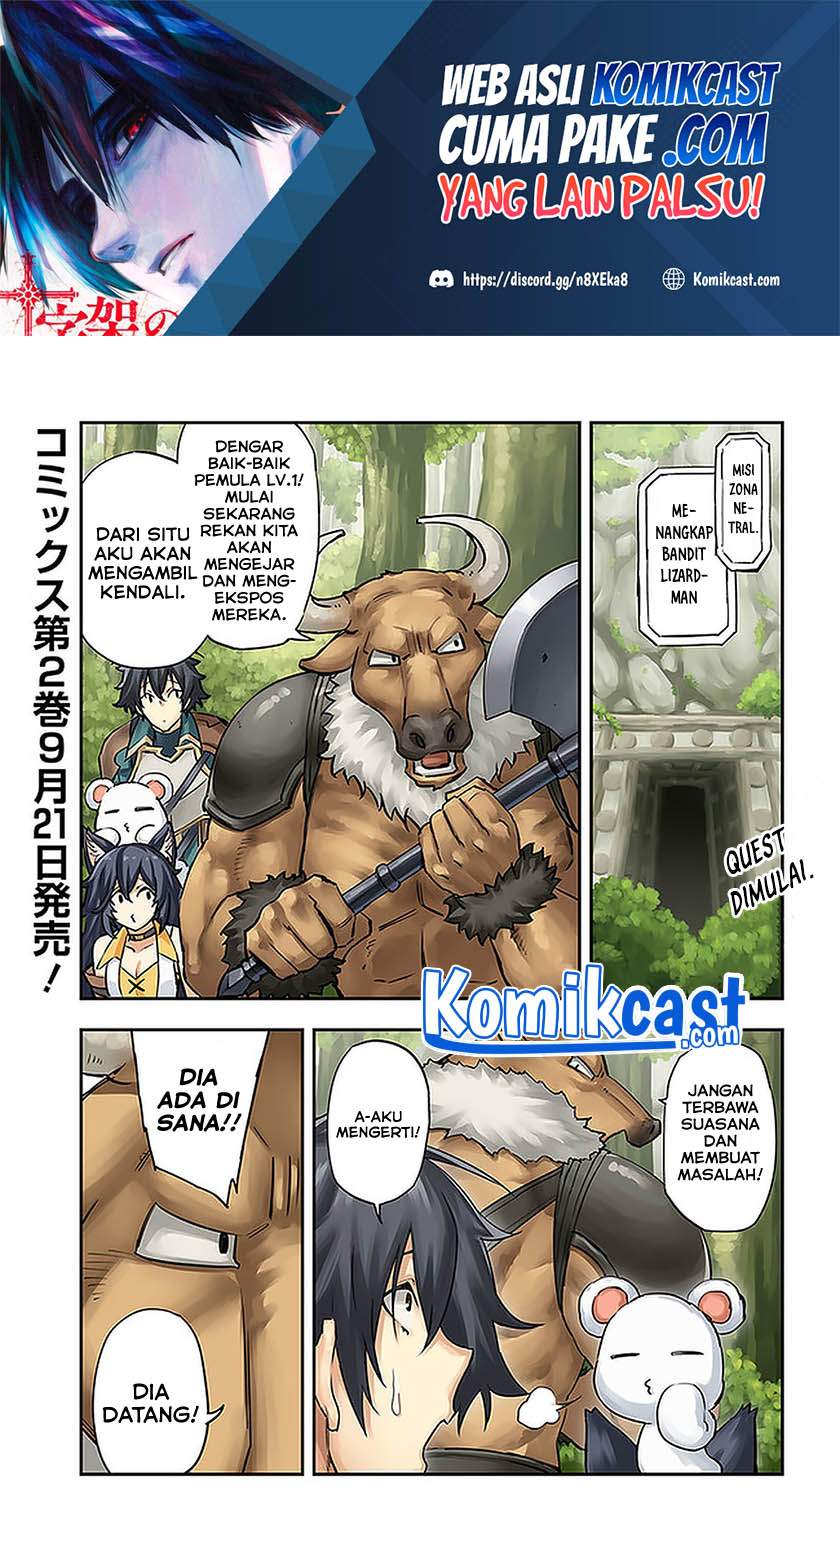 WEB ASLI KOMIKCAST
CUMA PAKE .COM
YANG LAIN PALSU!
https://discord.gg/n8XEka8
Komikcast.com
十字架の
コミックス第2巻9月21日発売！
MISI
ZONA
NE-
TRAL.
ME-
NANGKAP
BANDIT
LIZARD-
MAN
QUEST
DIMULAI.
DENGAR
BAIK-BAIK
PEMULA LV.1!
MULAI
SEKARANG
REKAN KITA
AKAN
MENGEJAR
DAN MENG-
EKSPOS
MEREKA.
DARI SITU
AKU AKAN
MENGAMBIL
KENDALI.
Komikcast
.com
JANGAN
TERBAWA
SUASANA
DAN
MEMBUAT
MASALAH!
A-AKU
MENGERTI!
DIA
ADA DI
SANA!!
DIA
DATANG!